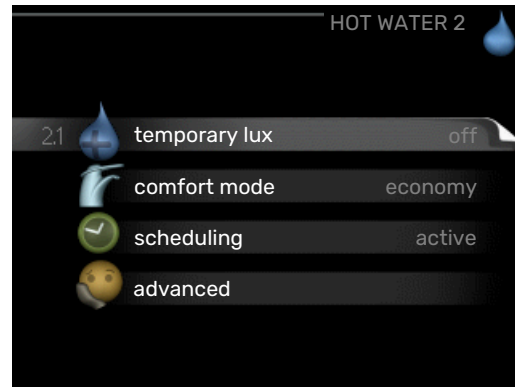 HOT WATER 2
2.1 temporary lux off
comfort mode economy
scheduling active
advanced